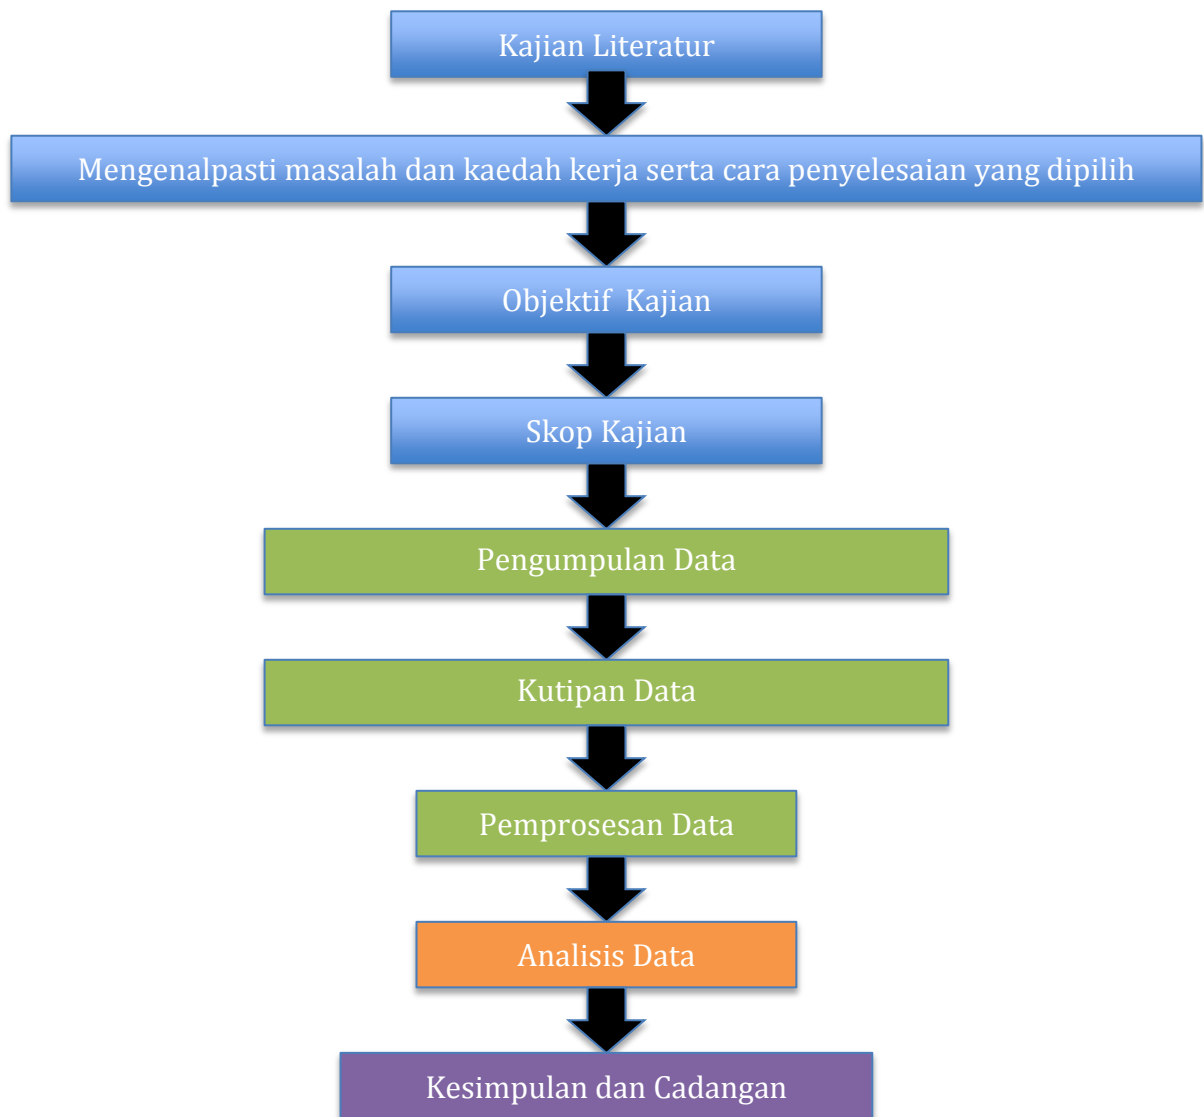 Kajian Literatur
Mengenalpasti masalah dan kaedah kerja serta cara penyelesaian yang dipilih
Objektif  Kajian
Skop Kajian
Pengumpulan Data
Kutipan Data
Pemprosesan Data
Analisis Data
Kesimpulan dan Cadangan